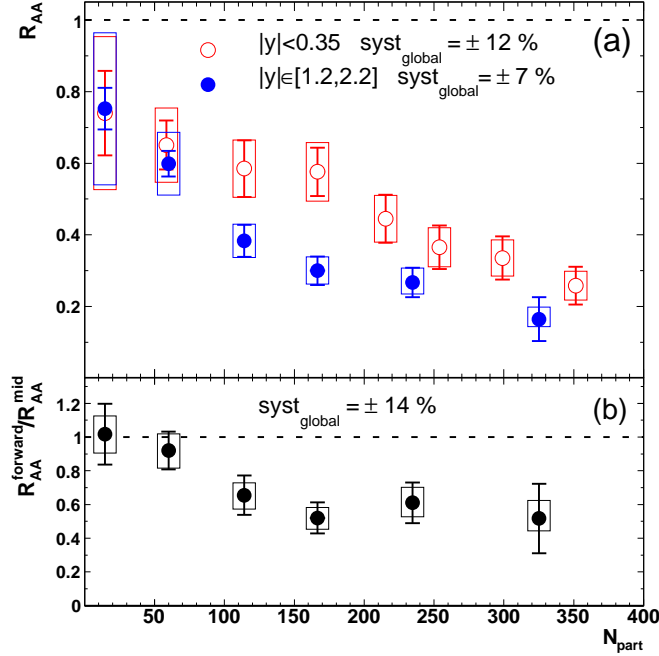 R_AA
1
0.8
0.6
0.4
0.2
|y|<0.35 syst_global = ± 12 %
|y|∈[1.2,2.2] syst_global = ± 7 %
(a)
R_AA^forward/R_AA^mid
1.2
1
0.8
0.6
0.4
0.2
0
syst_global = ± 14 %
(b)
0 50 100 150 200 250 300 350 400
N_part